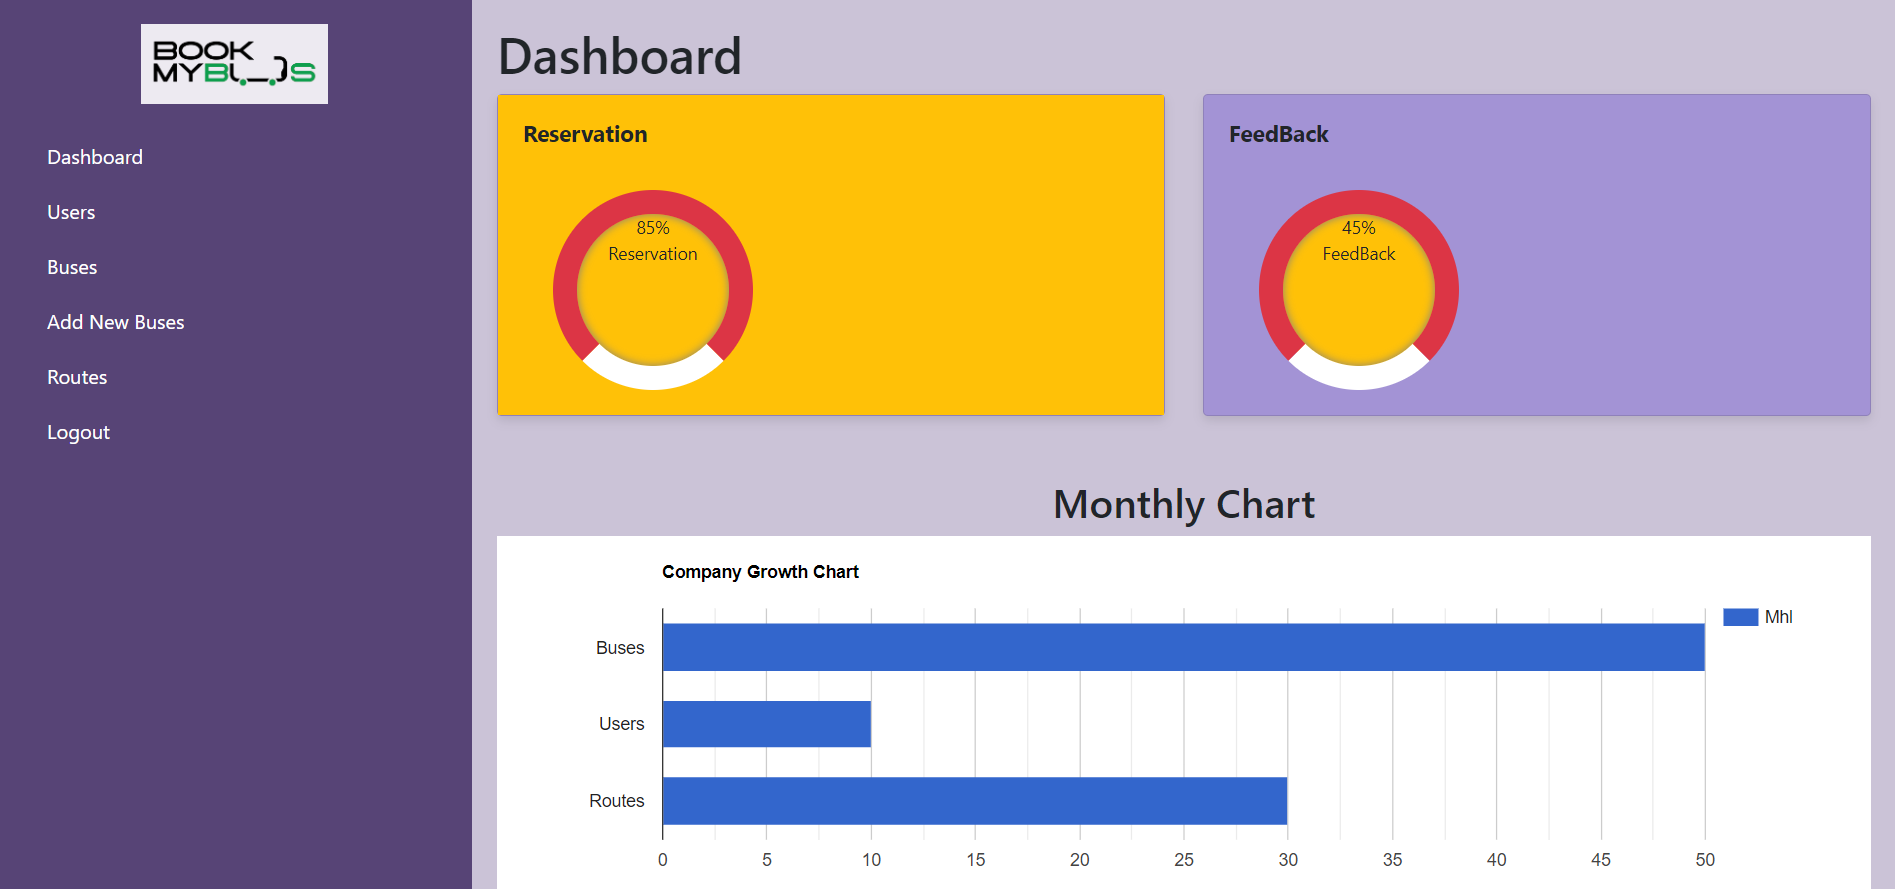 BOOK
MYBUS
Dashboard
Users
Buses
Add New Buses
Routes
Logout
Dashboard
Reservation
85%
Reservation
FeedBack
45%
FeedBack
Monthly Chart
Company Growth Chart
Mhl
Buses
Users
Routes
0 5 10 15 20 25 30 35 40 45 50